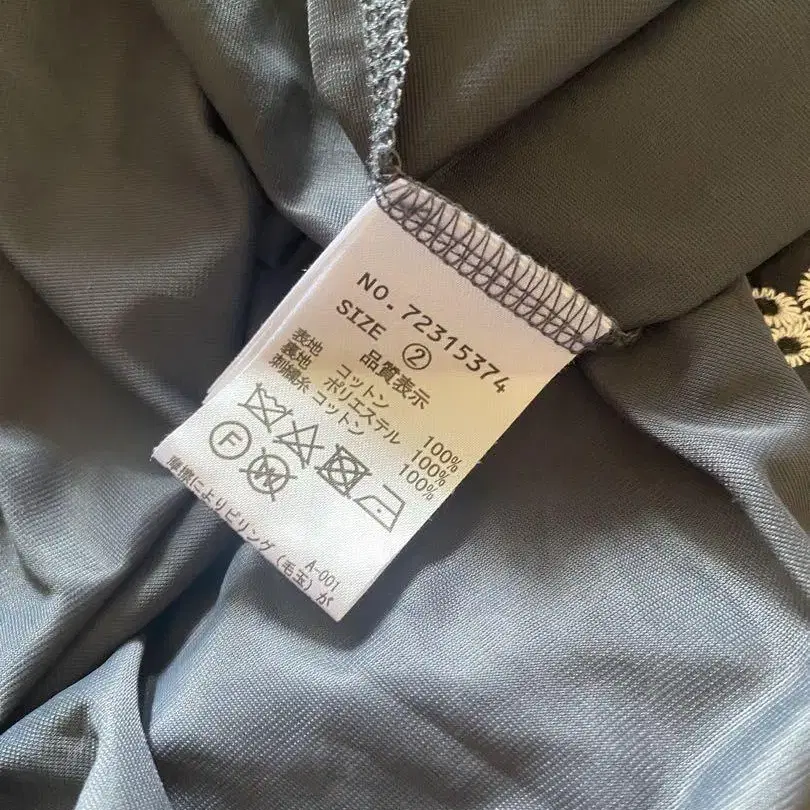 NO. 72315374
SIZE ②
品質表示
表地 コットン 100%
裏地 ポリエステル 100%
刺繍糸 コットン 100%
F W
摩擦によりピリング(毛玉)が
A-001